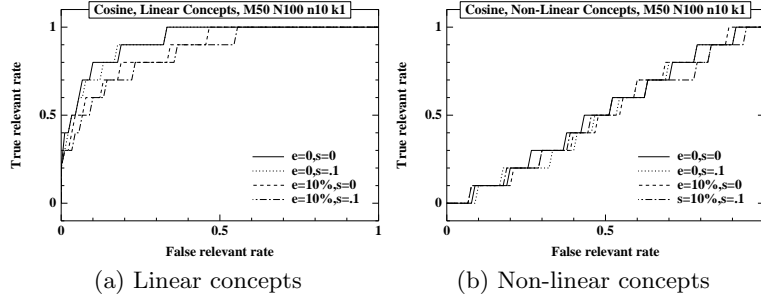 Cosine, Linear Concepts, M50 N100 n10 k1
True relevant rate
1
0.5
0
e=0,s=0
e=0,s=.1
e=10%,s=0
e=10%,s=.1
0
0.5
1
False relevant rate
(a) Linear concepts
Cosine, Non-Linear Concepts, M50 N100 n10 k1
True relevant rate
1
0.5
0
e=0,s=0
e=0,s=.1
e=10%,s=0
s=10%,s=.1
0
0.5
1
False relevant rate
(b) Non-linear concepts